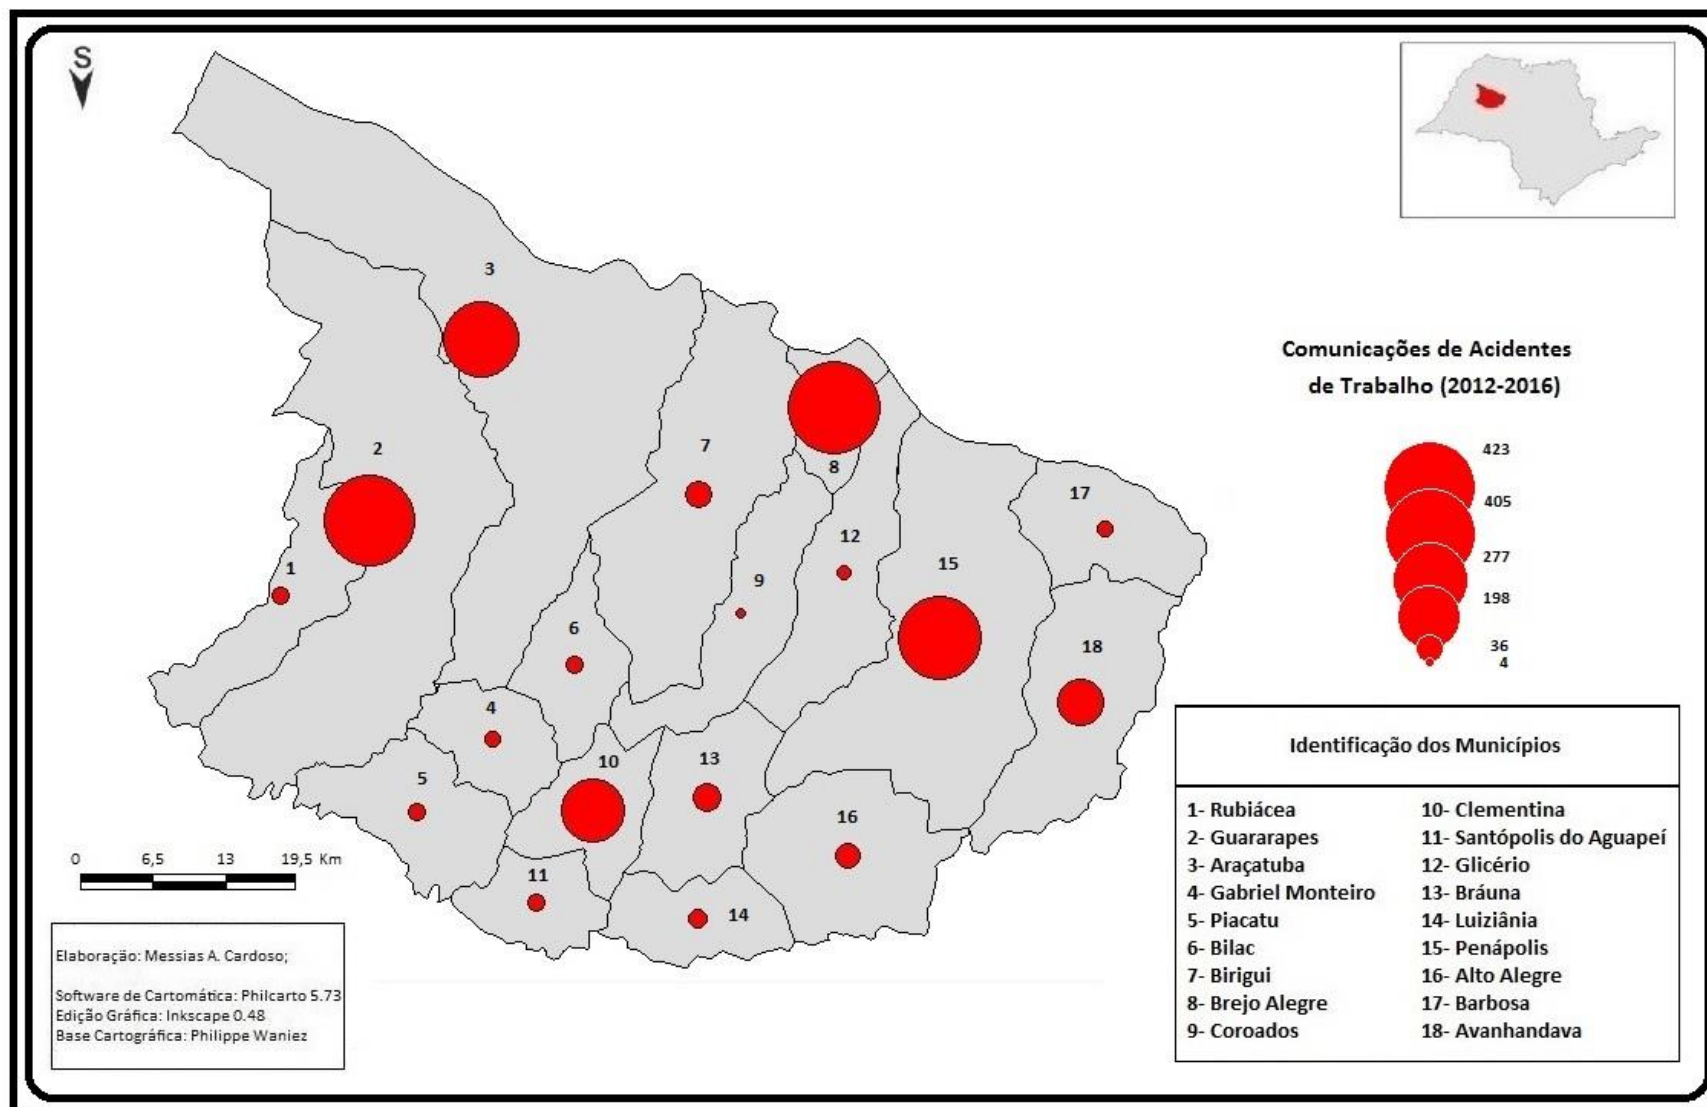 S
3
2
7
8
17
12
15
9
1
6
18
4
10
13
5
16
11
14
Comunicações de Acidentes
de Trabalho (2012-2016)
423
405
277
198
36
4
Identificação dos Municípios
1- Rubiácea
2- Guararapes
3- Araçatuba
4- Gabriel Monteiro
5- Piacatu
6- Bilac
7- Birigui
8- Brejo Alegre
9- Coroados
10- Clementina
11- Santópolis do Aguapeí
12- Glicério
13- Bráuna
14- Luiziânia
15- Penápolis
16- Alto Alegre
17- Barbosa
18- Avanhandava
0 6,5 13 19,5 Km
Elaboração: Messias A. Cardoso;
Software de Cartomática: Philcarto 5.73
Edição Gráfica: Inkscape 0.48
Base Cartográfica: Philippe Waniez